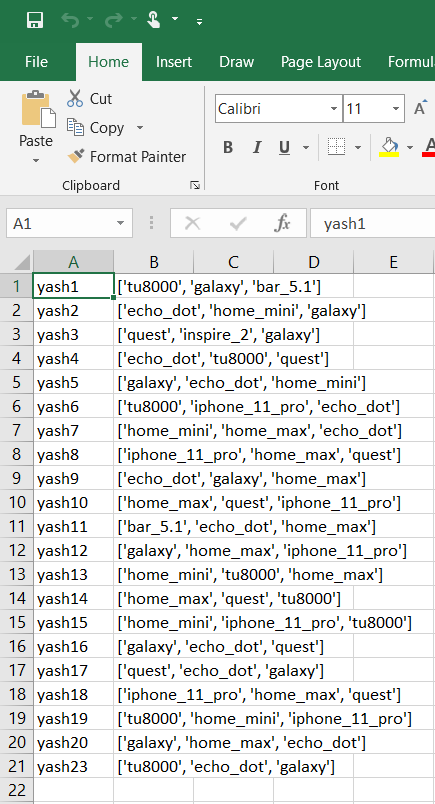 File Home Insert Draw Page Layout Formul
Cut
Calibri 11 A
Copy
Paste
Format Painter
B I U A
Clipboard Font
A1 fx yash1
A B C D E
1 yash1 ['tu8000', 'galaxy', 'bar_5.1']
2 yash2 ['echo_dot', 'home_mini', 'galaxy']
3 yash3 ['quest', 'inspire_2', 'galaxy']
4 yash4 ['echo_dot', 'tu8000', 'quest']
5 yash5 ['galaxy', 'echo_dot', 'home_mini']
6 yash6 ['tu8000', 'iphone_11_pro', 'echo_dot']
7 yash7 ['home_mini', 'home_max', 'echo_dot']
8 yash8 ['iphone_11_pro', 'home_max', 'quest']
9 yash9 ['echo_dot', 'galaxy', 'home_max']
10 yash10 ['home_max', 'quest', 'iphone_11_pro']
11 yash11 ['bar_5.1', 'echo_dot', 'home_max']
12 yash12 ['galaxy', 'home_max', 'iphone_11_pro']
13 yash13 ['home_mini', 'tu8000', 'home_max']
14 yash14 ['home_max', 'quest', 'tu8000']
15 yash15 ['home_mini', 'iphone_11_pro', 'tu8000']
16 yash16 ['galaxy', 'echo_dot', 'quest']
17 yash17 ['quest', 'echo_dot', 'galaxy']
18 yash18 ['iphone_11_pro', 'home_max', 'quest']
19 yash19 ['tu8000', 'home_mini', 'iphone_11_pro']
20 yash20 ['galaxy', 'home_max', 'echo_dot']
21 yash23 ['tu8000', 'echo_dot', 'galaxy']
22